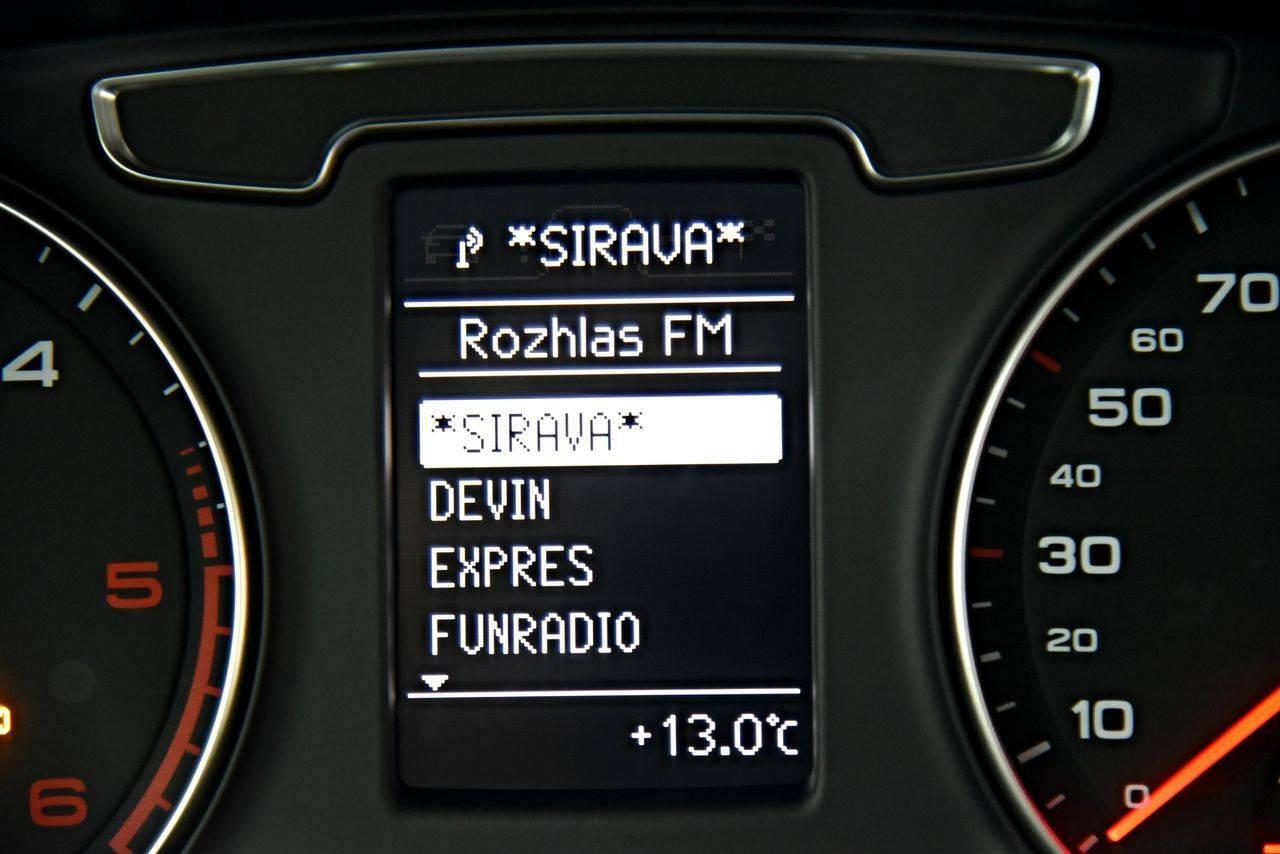 *SIRAVA*
Rozhlas FM
*SIRAVA*
DEVIN
EXPRES
FUNRADIO
+13.0°C
4
5
6
70
60
50
40
30
20
10
0